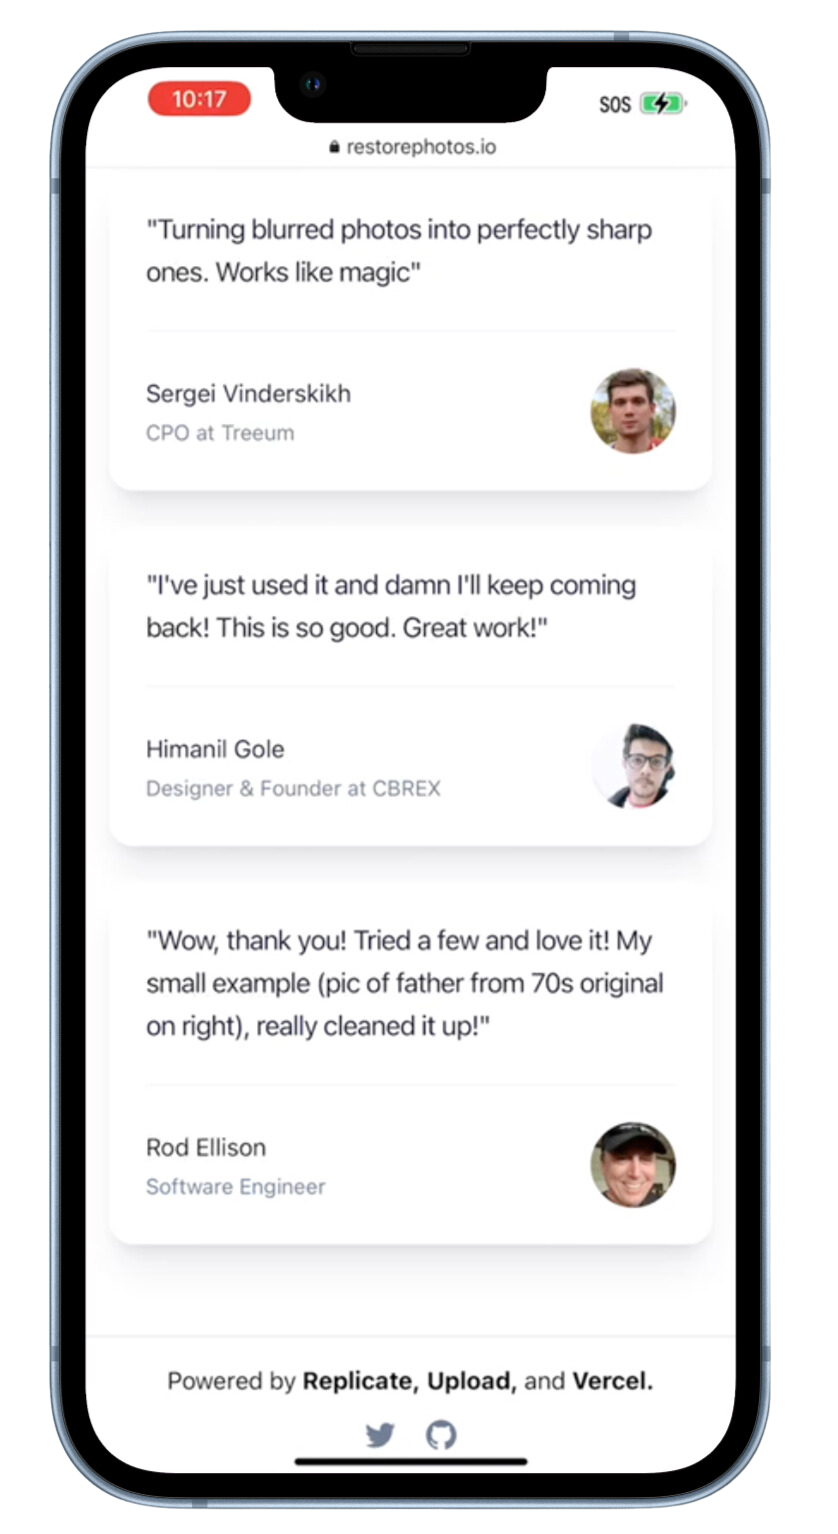 10:17
SOS
restorephotos.io
"Turning blurred photos into perfectly sharp
ones. Works like magic"
Sergei Vinderskikh
CPO at Treeum
"I've just used it and damn I'll keep coming
back! This is so good. Great work!"
Himanil Gole
Designer & Founder at CBREX
"Wow, thank you! Tried a few and love it! My
small example (pic of father from 70s original
on right), really cleaned it up!"
Rod Ellison
Software Engineer
Powered by Replicate, Upload, and Vercel.